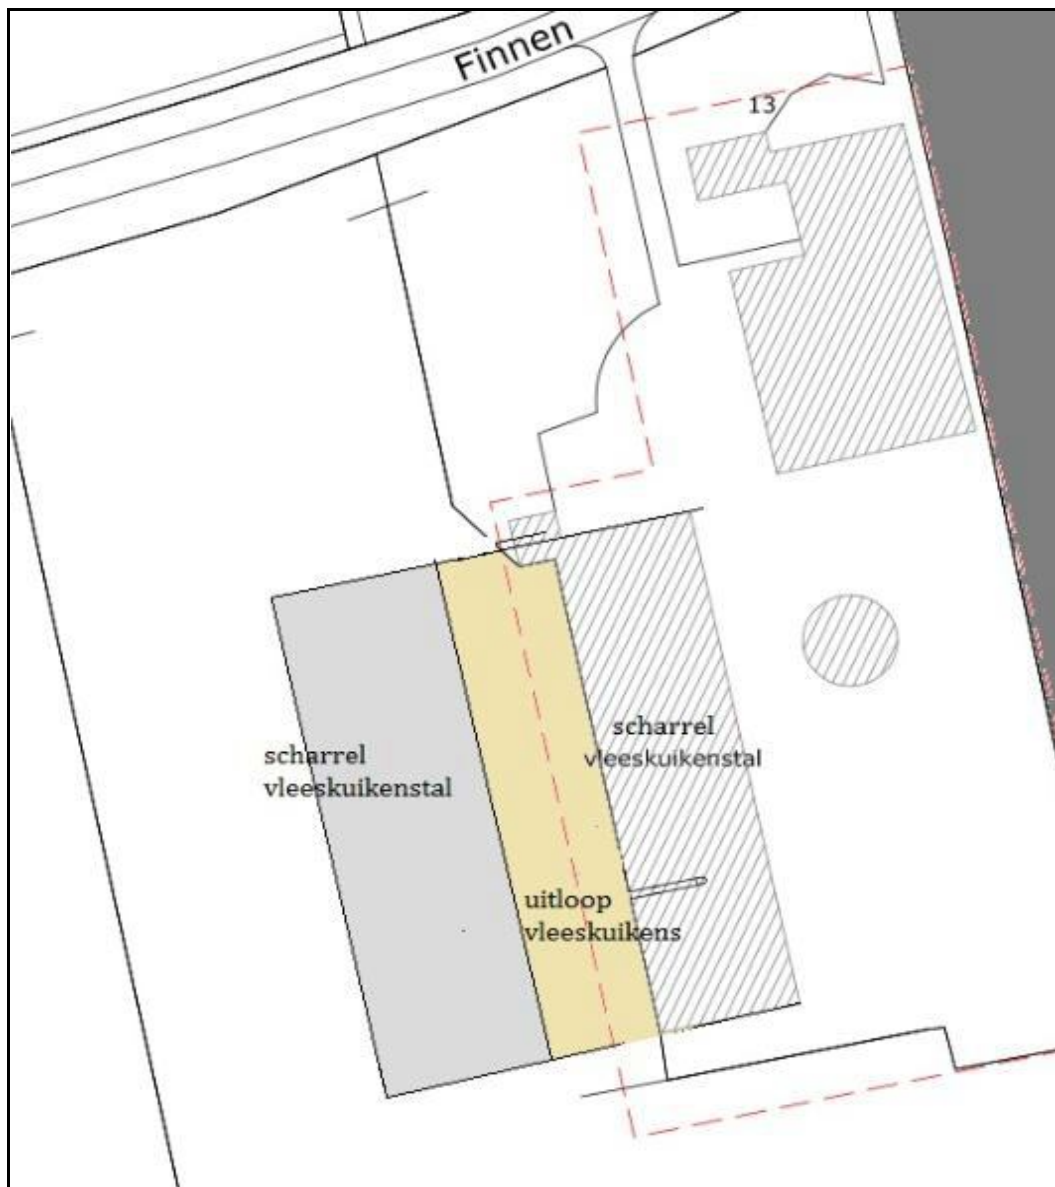 Finnen
13
scharrel
vleeskuikenstal
scharrel
vleeskuikenstal
uitloop
vleeskuikens